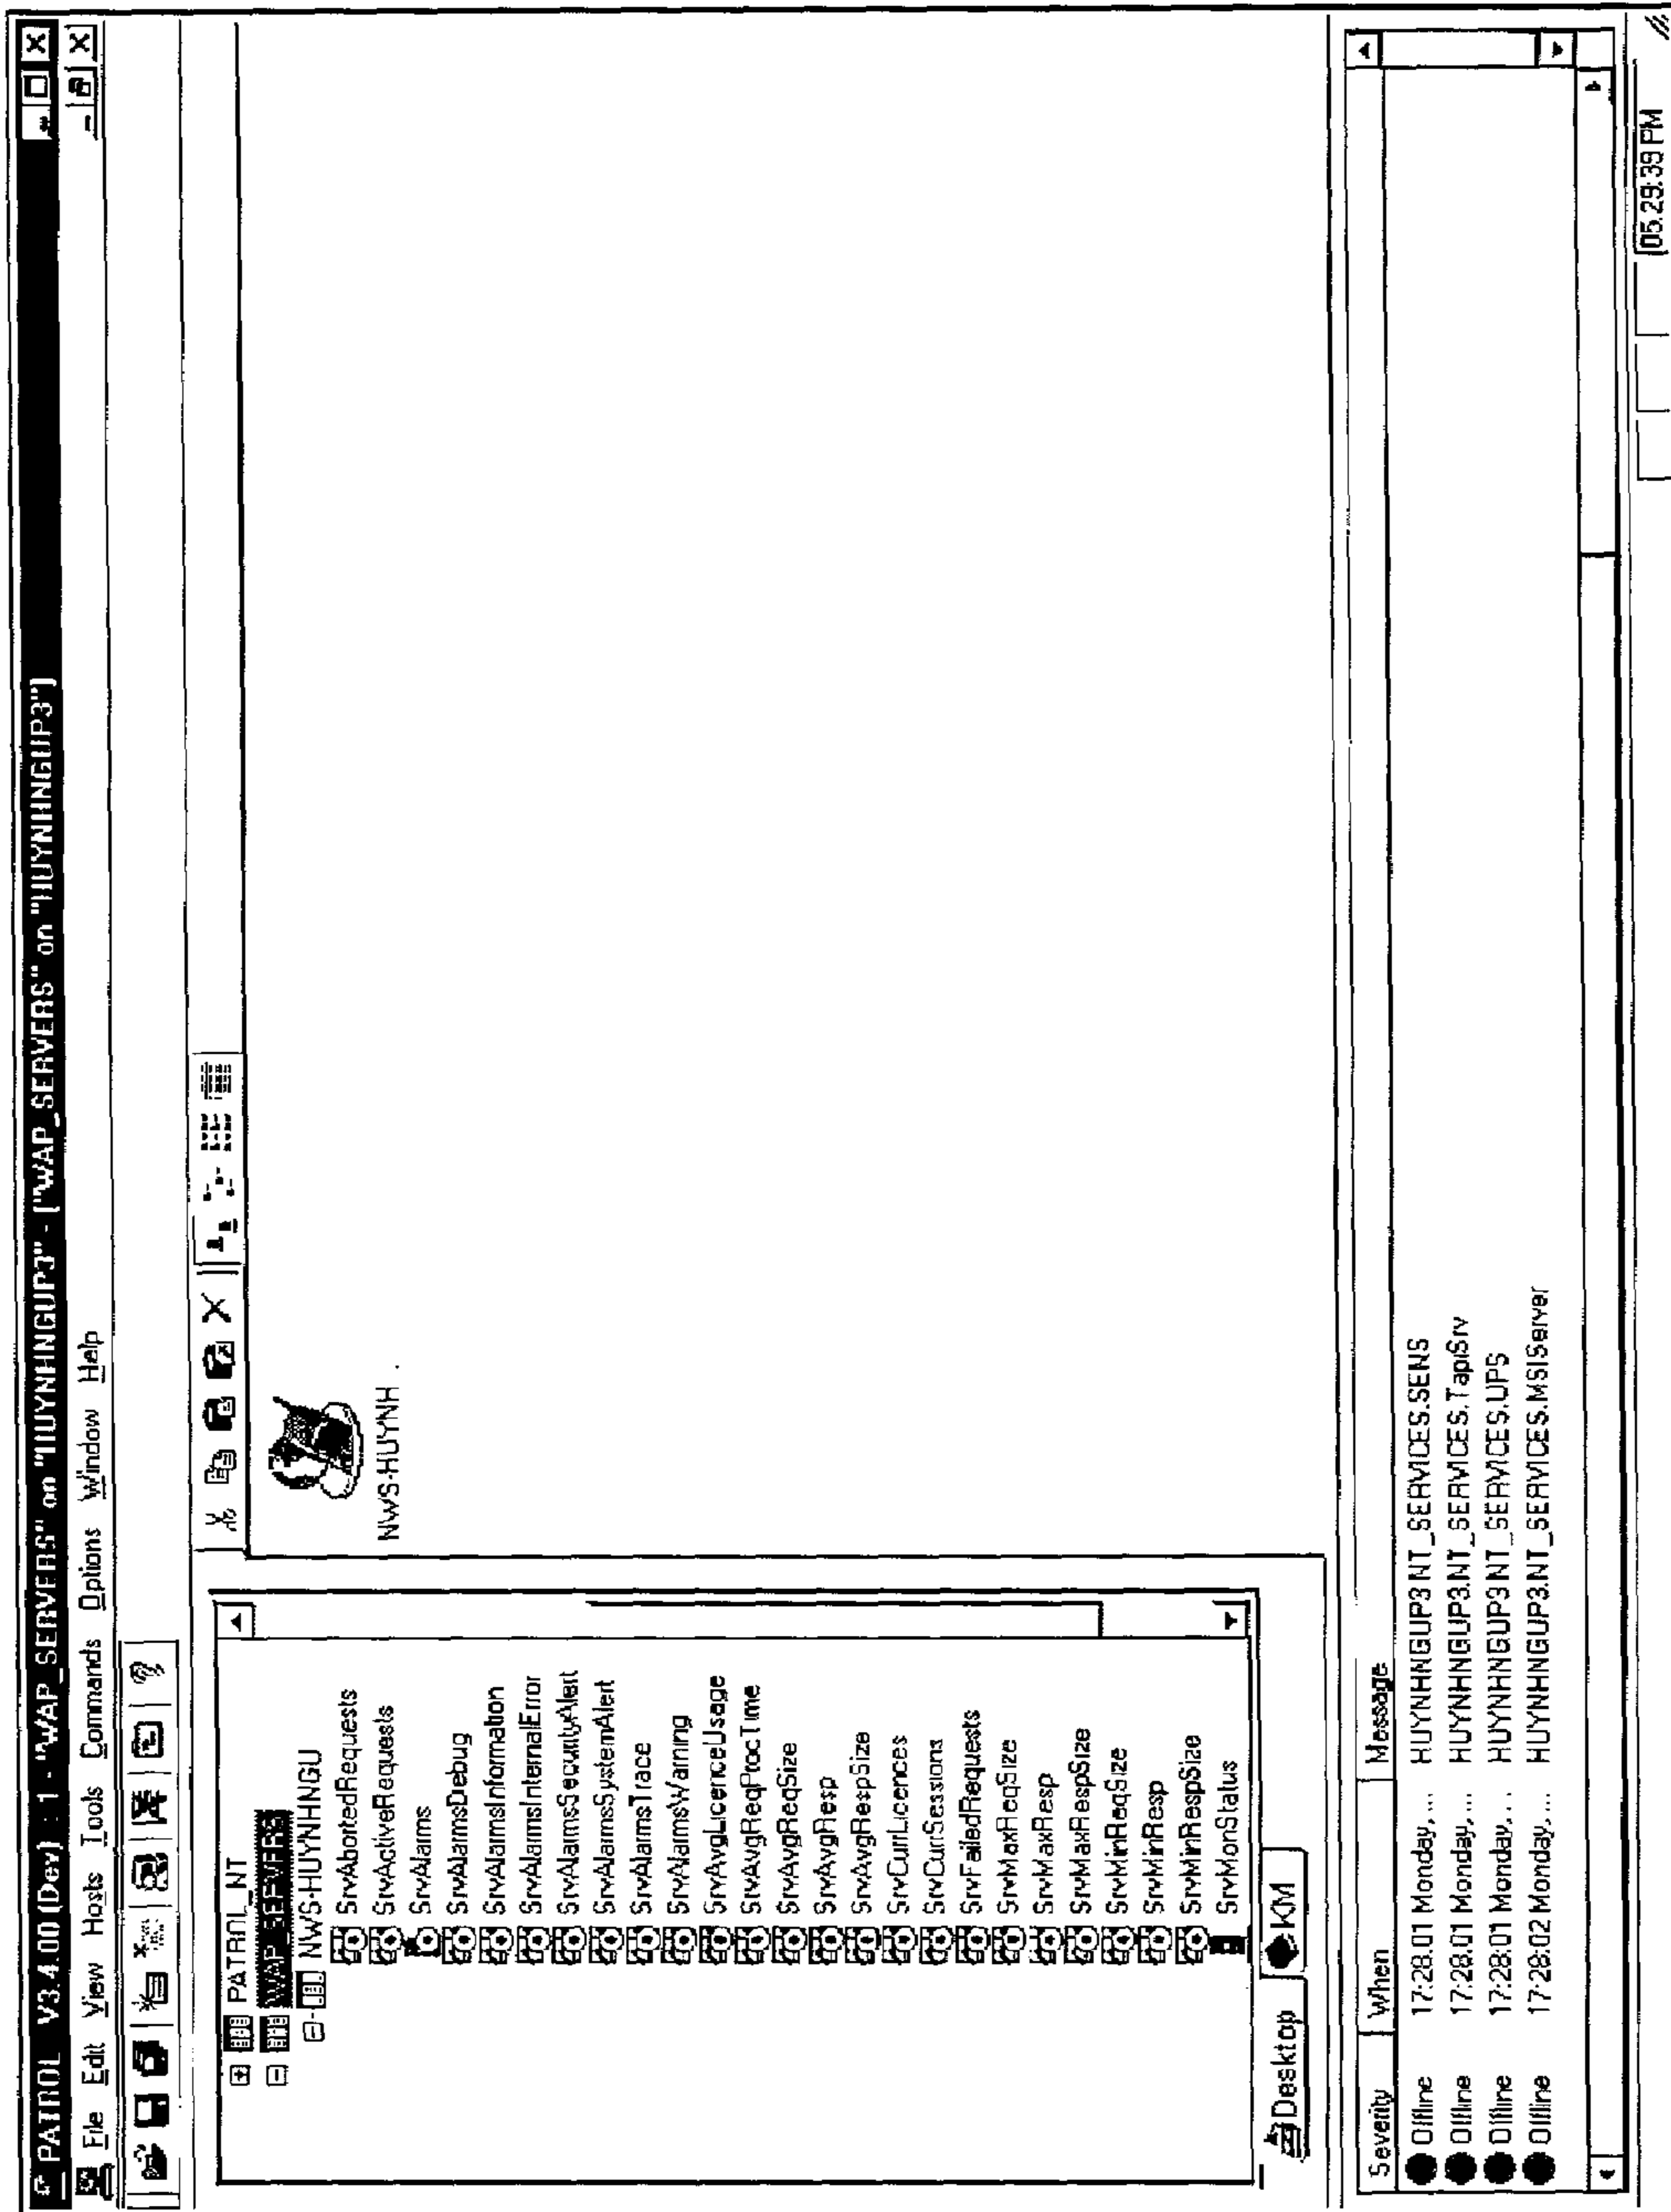 PATROL V3.4.00 (Dev) : 1 - "WAP_SERVERS" on "HUYNHNGUP3" - ["WAP_SERVERS" on "HUYNHNGUP3"]
File Edit View Hosts Tools Commands Options Window Help
PATROL_NT
WAP_SERVERS
NWS-HUYNHNGU
SrvAbortedRequests
SrvActiveRequests
SrvAlarms
SrvAlarmsDebug
SrvAlarmsInformation
SrvAlarmsInternalError
SrvAlarmsSecurityAlert
SrvAlarmsSystemAlert
SrvAlarmsTrace
SrvAlarmsWarning
SrvAvgLicenceUsage
SrvAvgReqProcTime
SrvAvgReqSize
SrvAvgResp
SrvAvgRespSize
SrvCurrLicences
SrvCurrSessions
SrvFailedRequests
SrvMaxReqSize
SrvMaxResp
SrvMaxRespSize
SrvMinReqSize
SrvMinResp
SrvMinRespSize
SrvMonStatus
Desktop KM
NWS-HUYNH .
Severity When Message
Offline 17:28:01 Monday, ... HUYNHNGUP3.NT_SERVICES.SENS
Offline 17:28:01 Monday, ... HUYNHNGUP3.NT_SERVICES.TapiSrv
Offline 17:28:01 Monday, ... HUYNHNGUP3.NT_SERVICES.UPS
Offline 17:28:02 Monday, ... HUYNHNGUP3.NT_SERVICES.MSIServer
05:29:39 PM